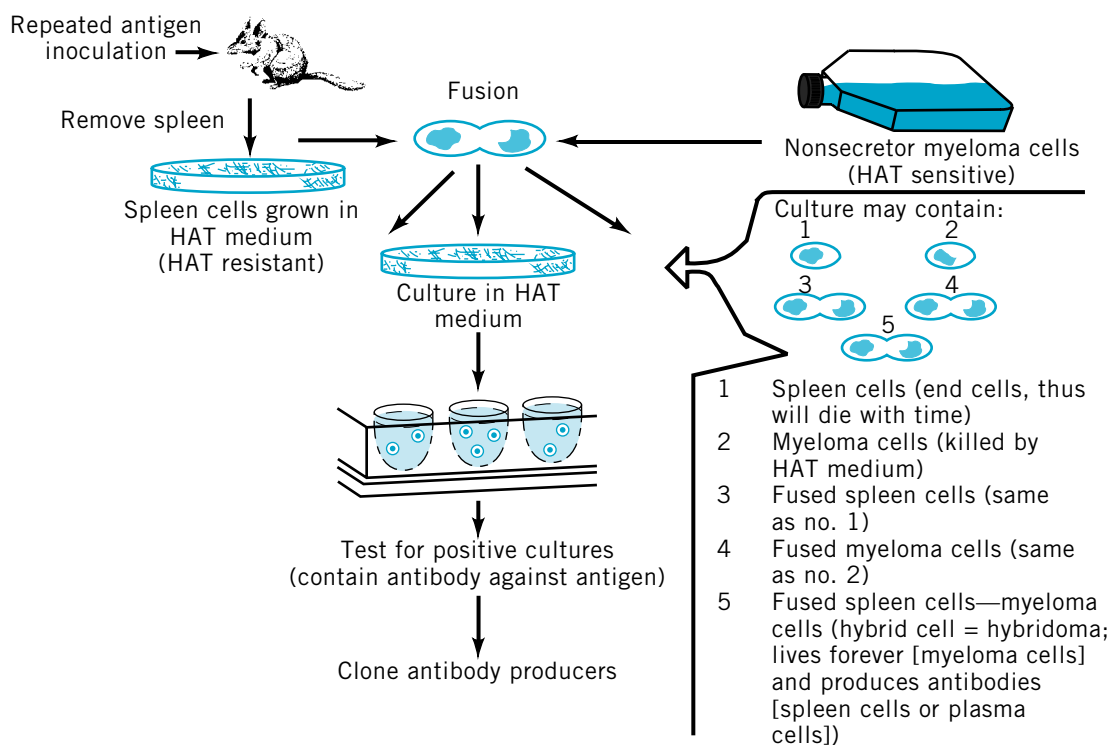 Repeated antigen
inoculation
Remove spleen
Spleen cells grown in
HAT medium
(HAT resistant)
Fusion
Nonsecretor myeloma cells
(HAT sensitive)
Culture in HAT
medium
Test for positive cultures
(contain antibody against antigen)
Clone antibody producers
Culture may contain:
1
2
3
4
5
1 Spleen cells (end cells, thus
will die with time)
2 Myeloma cells (killed by
HAT medium)
3 Fused spleen cells (same
as no. 1)
4 Fused myeloma cells (same
as no. 2)
5 Fused spleen cells—myeloma
cells (hybrid cell = hybridoma;
lives forever [myeloma cells]
and produces antibodies
[spleen cells or plasma
cells])